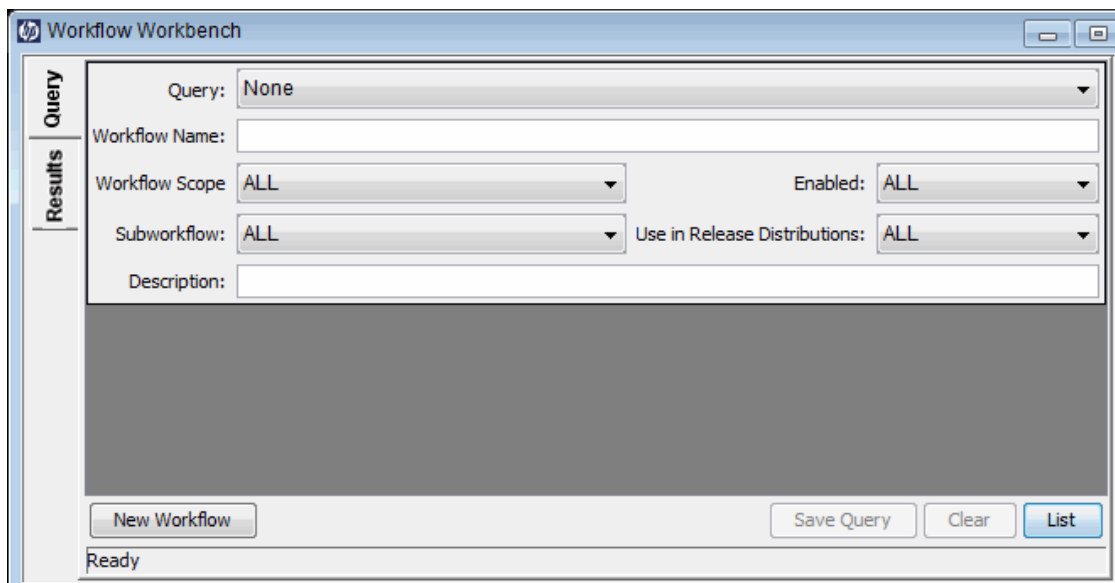 hp Workflow Workbench
Query
Results
Query: None
Workflow Name:
Workflow Scope ALL Enabled: ALL
Subworkflow: ALL Use in Release Distributions: ALL
Description:
New Workflow Save Query Clear List
Ready